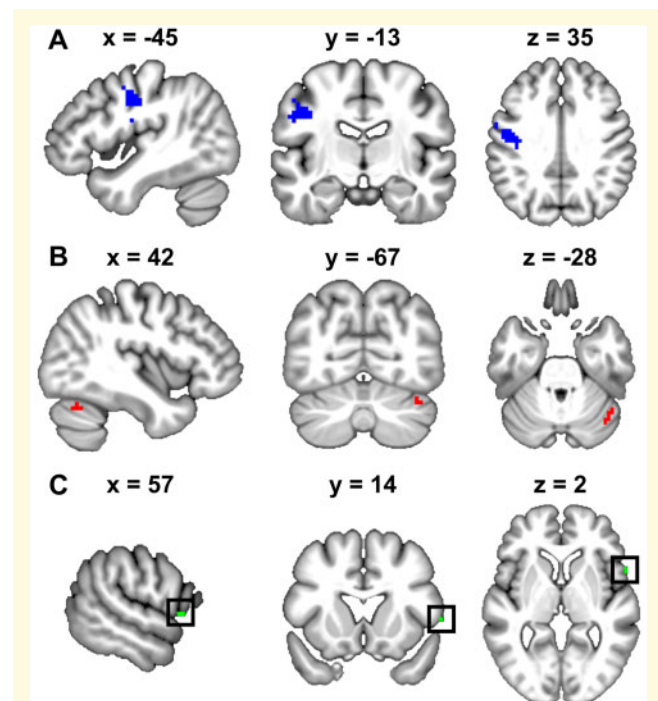 A x = -45 y = -13 z = 35
B x = 42 y = -67 z = -28
C x = 57 y = 14 z = 2